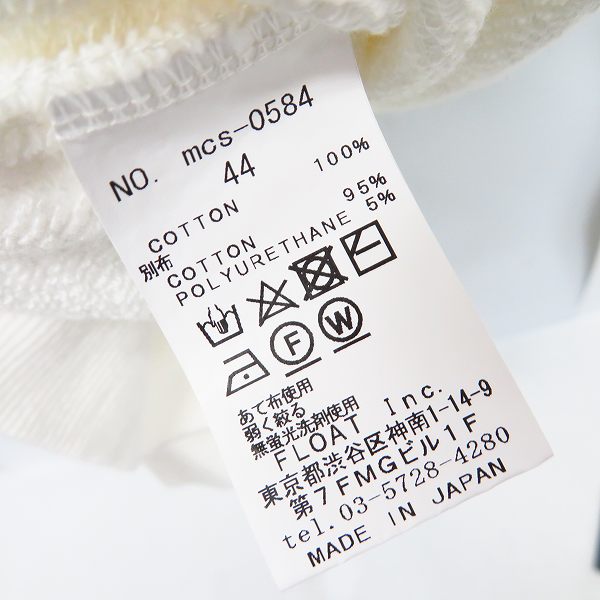 NO. mcs-0584
44
COTTON 100%
別布
COTTON 95%
POLYURETHANE 5%
F W
あて布使用
弱く絞る
無蛍光洗剤使用
FLOAT Inc.
東京都渋谷区神南1-14-9
第7FMGビル1F
tel.03-5728-4280
MADE IN JAPAN